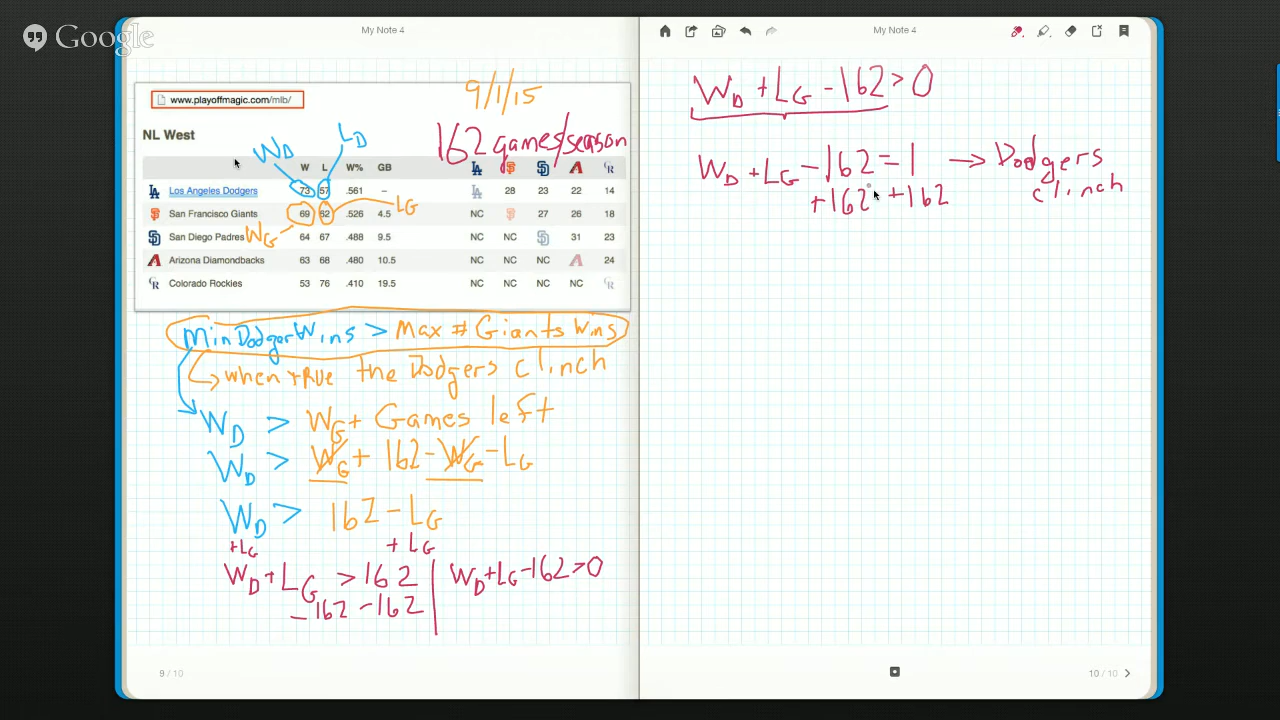 Google
My Note 4
9/1/15
www.playoffmagic.com/mlb/
162 games/season
NL West
W_D L_D
W L W% GB
Los Angeles Dodgers 73 57 .561 – 28 23 22 14
San Francisco Giants 69 62 .526 4.5 NC 27 26 18
L_G
San Diego Padres 64 67 .488 9.5 NC NC 31 23
W_G
Arizona Diamondbacks 63 68 .480 10.5 NC NC NC 24
Colorado Rockies 53 76 .410 19.5 NC NC NC NC
Min Dodger Wins > Max # Giants Wins
when TRUE the Dodgers clinch
W_D > W_G + Games left
W_D > W_G + 162 - W_G - L_G
W_D > 162 - L_G
+L_G + L_G
W_D + L_G > 162 | W_D + L_G - 162 > 0
- 162 - 162
9 / 10
My Note 4
W_D + L_G - 162 > 0
W_D + L_G - 162 = 1 → Dodgers
clinch
+162 +162
10 / 10